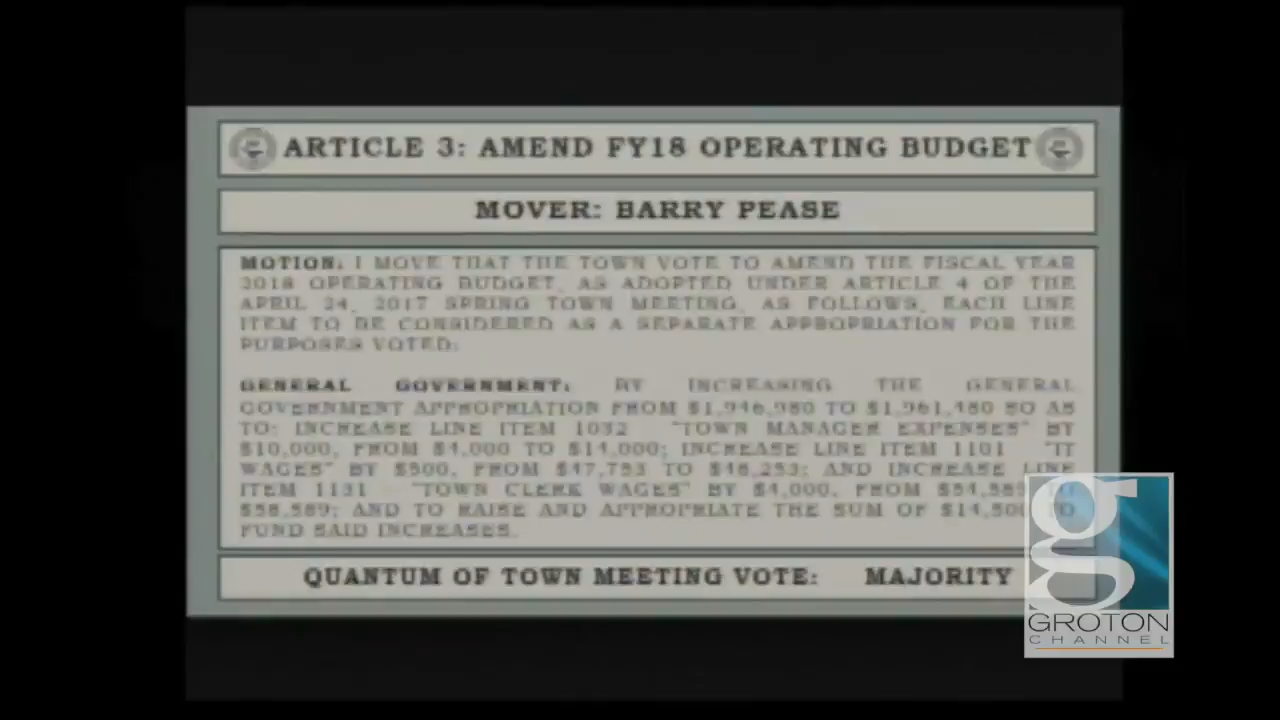 ARTICLE 3: AMEND FY18 OPERATING BUDGET
MOVER: BARRY PEASE
MOTION: I MOVE THAT THE TOWN VOTE TO AMEND THE FISCAL YEAR
2018 OPERATING BUDGET, AS ADOPTED UNDER ARTICLE 4 OF THE
APRIL 24, 2017 SPRING TOWN MEETING, AS FOLLOWS, EACH LINE
ITEM TO BE CONSIDERED AS A SEPARATE APPROPRIATION FOR THE
PURPOSES VOTED:
GENERAL GOVERNMENT: BY INCREASING THE GENERAL
GOVERNMENT APPROPRIATION FROM $1,946,980 TO $1,961,480 SO AS
TO: INCREASE LINE ITEM 1032 "TOWN MANAGER EXPENSES" BY
$10,000, FROM $4,000 TO $14,000; INCREASE LINE ITEM 1101 "IT
WAGES" BY $500, FROM $47,753 TO $48,253; AND INCREASE LINE
ITEM 1131 "TOWN CLERK WAGES" BY $4,000, FROM
$58,589; AND TO RAISE AND APPROPRIATE THE SUM OF $14,500 TO
FUND SAID INCREASES.
QUANTUM OF TOWN MEETING VOTE: MAJORITY
g
GROTON
CHANNEL